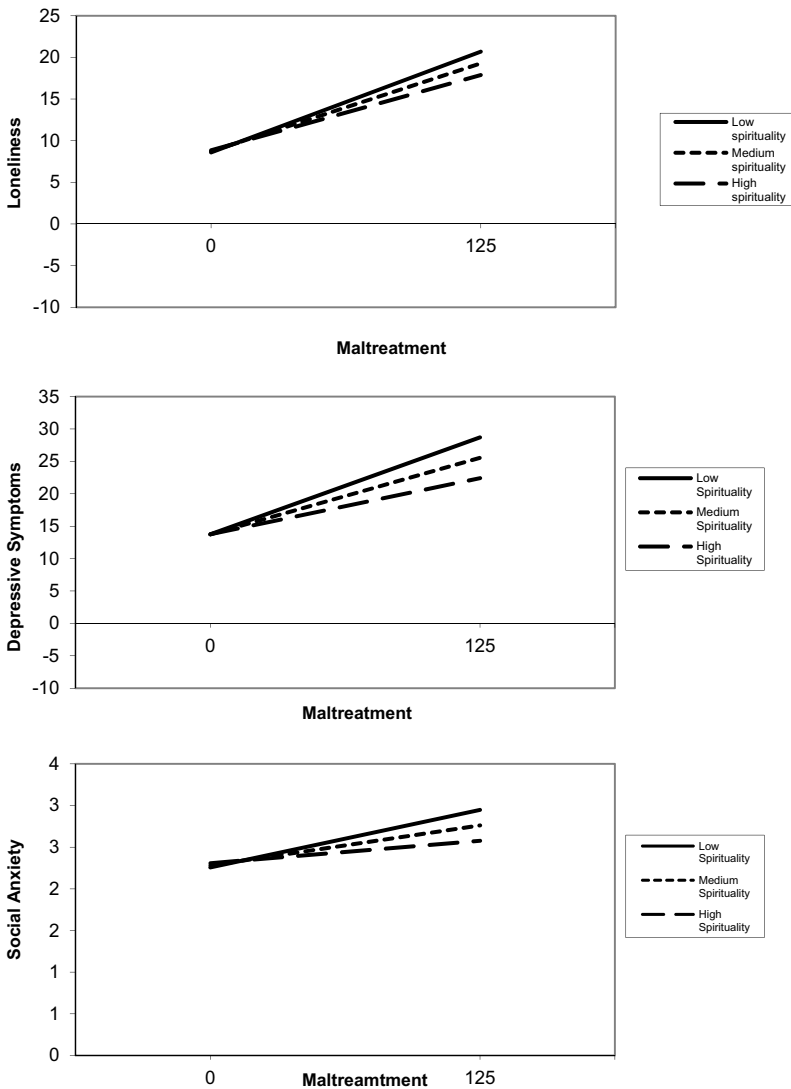 25
20
15
10
5
0
-5
-10
Loneliness
0 125
Maltreatment
Low
spirituality
Medium
spirituality
High
spirituality
35
30
25
20
15
10
5
0
-5
-10
Depressive Symptoms
0 125
Maltreatment
Low
Spirituality
Medium
Spirituality
High
Spirituality
4
3
3
2
2
1
1
0
Social Anxiety
0 125
Maltreamtment
Low
Spirituality
Medium
Spirituality
High
Spirituality